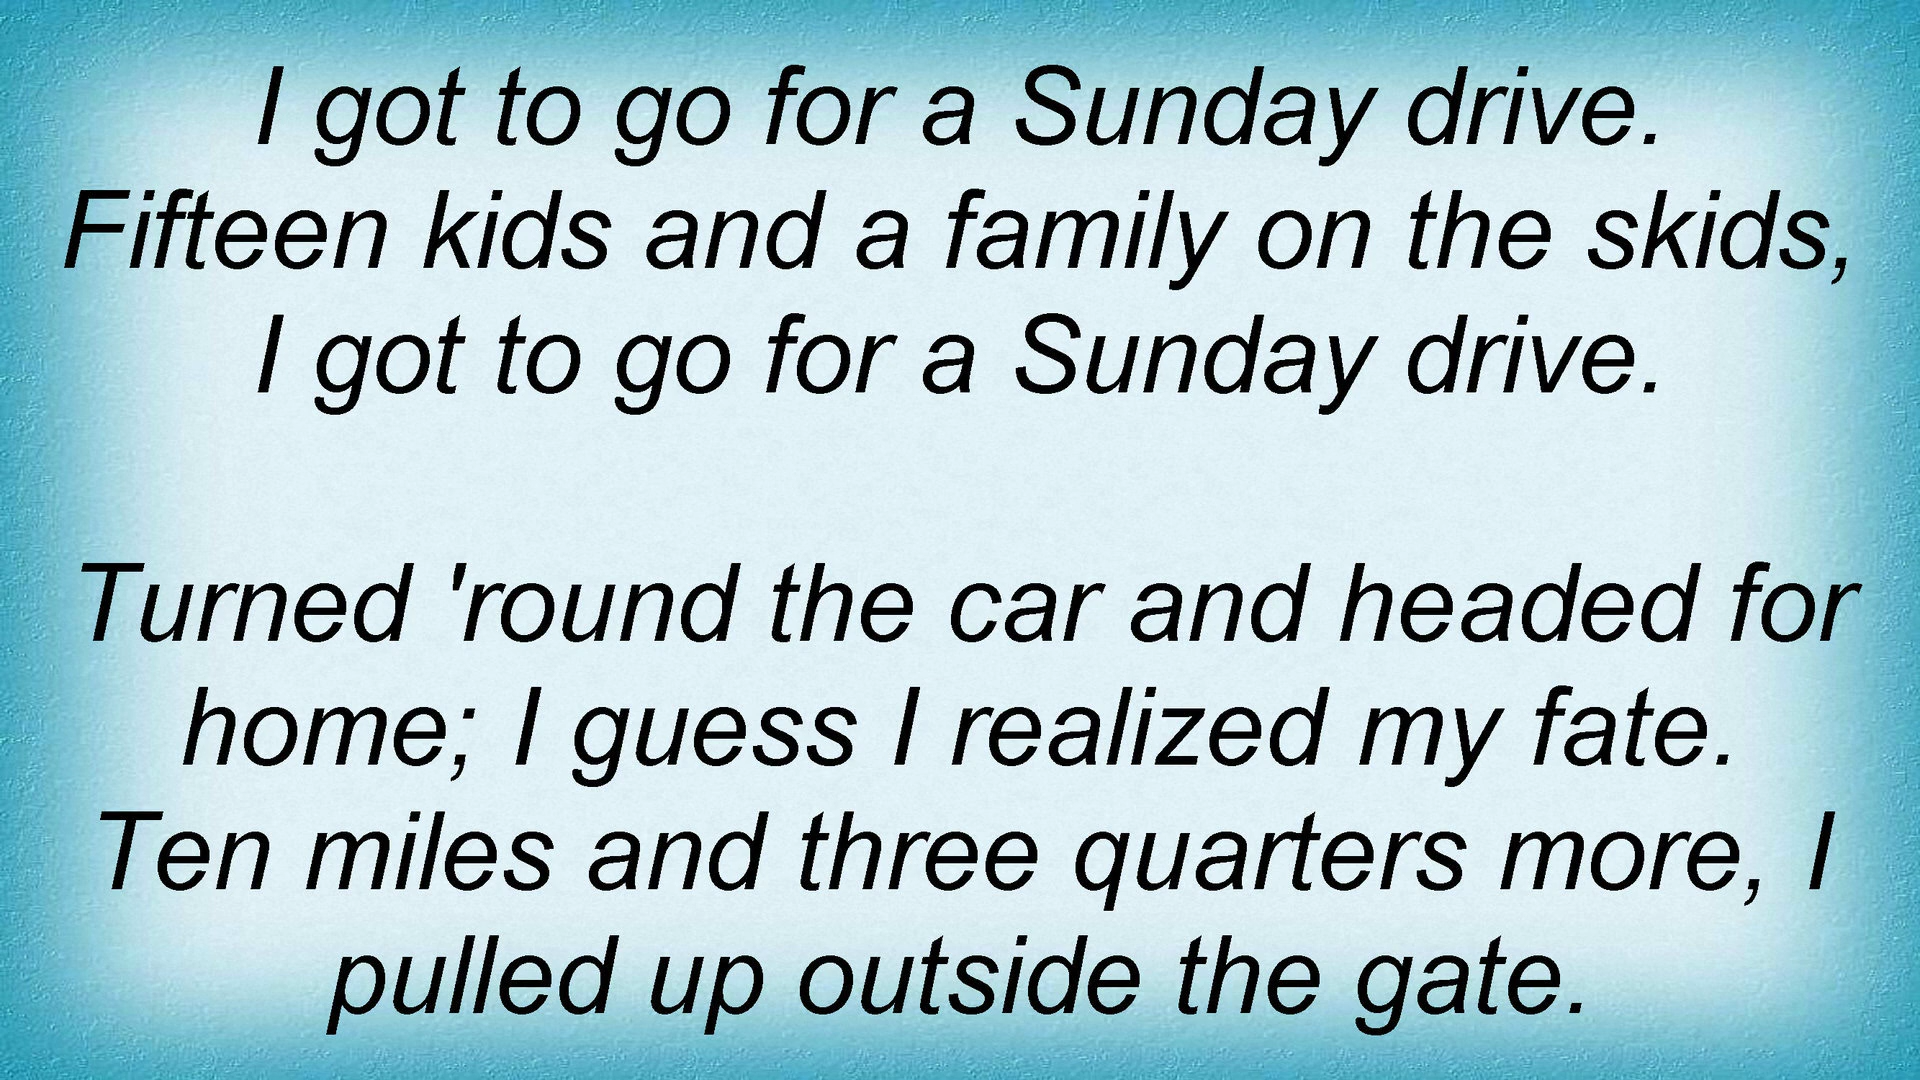 I got to go for a Sunday drive.
Fifteen kids and a family on the skids,
I got to go for a Sunday drive.
Turned 'round the car and headed for
home; I guess I realized my fate.
Ten miles and three quarters more, I
pulled up outside the gate.